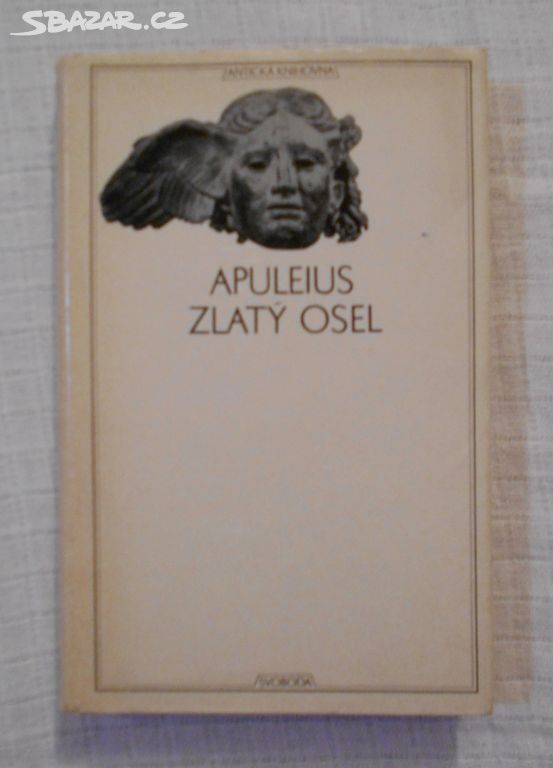 SBAZAR.CZ
ANTICKÁ KNIHOVNA
APULEIUS
ZLATÝ OSEL
SVOBODA